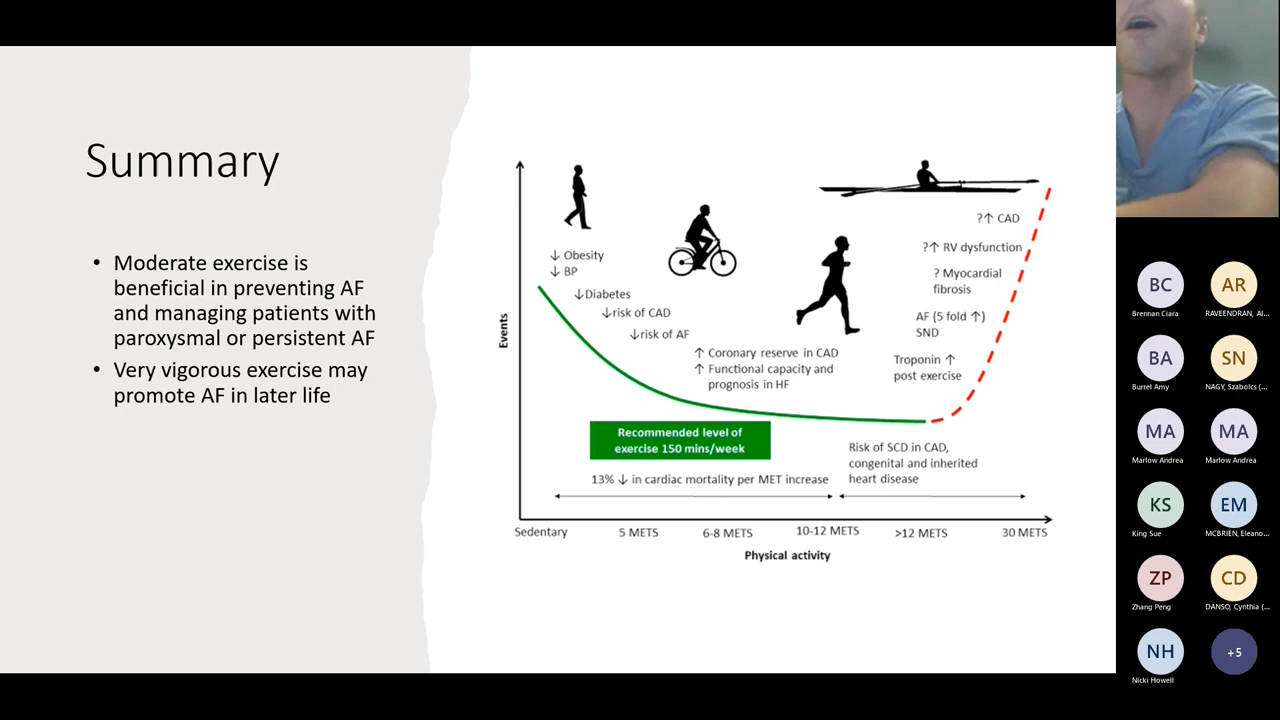 Summary
• Moderate exercise is
beneficial in preventing AF
and managing patients with
paroxysmal or persistent AF
• Very vigorous exercise may
promote AF in later life
Events
↓ Obesity
↓ BP
↓Diabetes
↓risk of CAD
↓risk of AF
↑ Coronary reserve in CAD
↑ Functional capacity and
prognosis in HF
?↑ CAD
?↑ RV dysfunction
? Myocardial
fibrosis
AF (5 fold ↑)
SND
Troponin ↑
post exercise
Recommended level of
exercise 150 mins/week
Risk of SCD in CAD,
congenital and inherited
heart disease
13% ↓ in cardiac mortality per MET increase
Sedentary
5 METS
6-8 METS
10-12 METS
>12 METS
30 METS
Physical activity
BC
Brennan Ciara
AR
RAVEENDRAN, Al...
BA
Burrel Amy
SN
NAGY, Szabolcs (...
MA
Marlow Andrea
MA
Marlow Andrea
KS
King Sue
EM
MCBRIEN, Eleano...
ZP
Zhang Peng
CD
DANSO, Cynthia (...
NH
Nicki Howell
+5